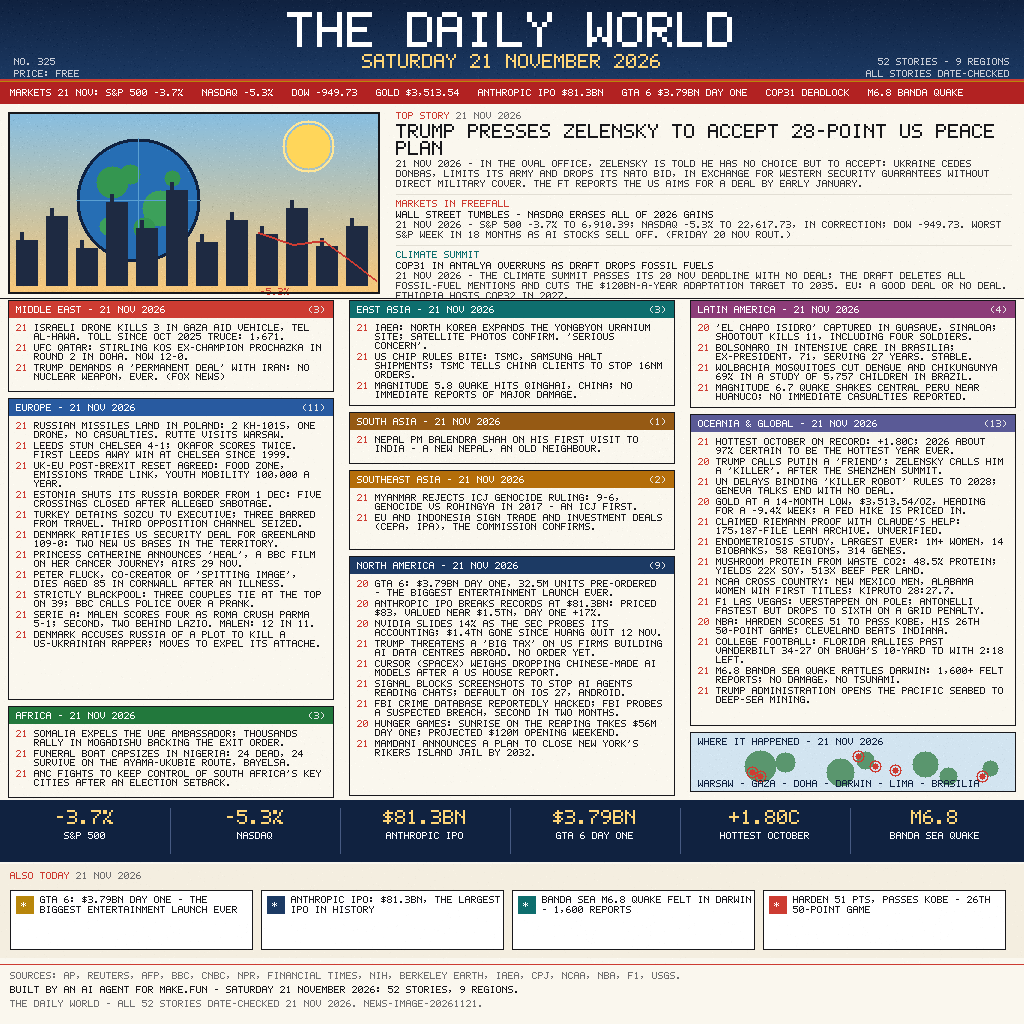 THE DAILY WORLD
SATURDAY 21 NOVEMBER 2026
NO. 325
PRICE: FREE
52 STORIES - 9 REGIONS
ALL STORIES DATE-CHECKED
MARKETS 21 NOV: S&P 500 -3.7% NASDAQ -5.3% DOW -949.73 GOLD $3,513.54 ANTHROPIC IPO $81.3BN GTA 6 $3.79BN DAY ONE COP31 DEADLOCK M6.8 BANDA SEA QUAKE
-5.3%
TOP STORY 21 NOV 2026
TRUMP PRESSES ZELENSKY TO ACCEPT 28-POINT US PEACE
PLAN
21 NOV 2026 - IN THE OVAL OFFICE, ZELENSKY IS TOLD HE HAS NO CHOICE BUT TO ACCEPT: UKRAINE CEDES
DONBAS, LIMITS ITS ARMY AND DROPS ITS NATO BID, IN EXCHANGE FOR WESTERN SECURITY GUARANTEES WITHOUT
DIRECT MILITARY COVER. THE FT REPORTS THE US AIMS FOR A DEAL BY EARLY JANUARY.
MARKETS IN FREEFALL
WALL STREET TUMBLES - NASDAQ ERASES ALL OF 2026 GAINS
21 NOV 2026 - S&P 500 -3.7% TO 6,910.39; NASDAQ -5.3% TO 22,617.73, IN CORRECTION; DOW -949.73. WORST
S&P WEEK IN 18 MONTHS AS AI STOCKS SELL OFF. (FRIDAY 20 NOV ROUT.)
CLIMATE SUMMIT
COP31 IN ANTALYA OVERRUNS AS DRAFT DROPS FOSSIL FUELS
21 NOV 2026 - THE CLIMATE SUMMIT PASSES ITS 20 NOV DEADLINE WITH NO DEAL; THE DRAFT DELETES ALL
FOSSIL-FUEL MENTIONS AND CUTS THE $120BN-A-YEAR ADAPTATION TARGET TO 2035. EU: A GOOD DEAL OR NO DEAL.
ETHIOPIA HOSTS COP32 IN 2027.
MIDDLE EAST - 21 NOV 2026 (3)
21 ISRAELI DRONE KILLS 3 IN GAZA AID VEHICLE, TEL
AL-HAWA. TOLL SINCE OCT 2025 TRUCE: 1,671.
21 UFC QATAR: STIRLING KOS EX-CHAMPION PROCHAZKA IN
ROUND 2 IN DOHA. NOW 12-0.
21 TRUMP DEMANDS A 'PERMANENT DEAL' WITH IRAN: NO
NUCLEAR WEAPON, EVER. (FOX NEWS)
EUROPE - 21 NOV 2026 (11)
21 RUSSIAN MISSILES LAND IN POLAND: 2 KH-101S, ONE
DRONE, NO CASUALTIES. RUTTE VISITS WARSAW.
21 LEEDS STUN CHELSEA 4-1: OKAFOR SCORES TWICE.
FIRST LEEDS AWAY WIN AT CHELSEA SINCE 1999.
21 UK-EU POST-BREXIT RESET AGREED: FOOD ZONE,
EMISSIONS TRADE LINK, YOUTH MOBILITY 100,000 A
YEAR.
21 ESTONIA SHUTS ITS RUSSIA BORDER FROM 1 DEC: FIVE
CROSSINGS CLOSED AFTER ALLEGED SABOTAGE.
21 TURKEY DETAINS SOZCU TV EXECUTIVE; THREE BARRED
FROM TRAVEL. THIRD OPPOSITION CHANNEL SEIZED.
21 DENMARK RATIFIES US SECURITY DEAL FOR GREENLAND
109-0: TWO NEW US BASES IN THE TERRITORY.
21 PRINCESS CATHERINE ANNOUNCES 'HEAL', A BBC FILM
ON HER CANCER JOURNEY; AIRS 29 NOV.
21 PETER FLUCK, CO-CREATOR OF 'SPITTING IMAGE',
DIES AGED 85 IN CORNWALL AFTER AN ILLNESS.
21 STRICTLY BLACKPOOL: THREE COUPLES TIE AT THE TOP
ON 39; BBC CALLS POLICE OVER A PRANK.
21 SERIE A: MALEN SCORES FOUR AS ROMA CRUSH PARMA
5-1; SECOND, TWO BEHIND LAZIO. MALEN: 12 IN 11.
21 DENMARK ACCUSES RUSSIA OF A PLOT TO KILL A
US-UKRAINIAN RAPPER; MOVES TO EXPEL ITS ATTACHE.
AFRICA - 21 NOV 2026 (3)
21 SOMALIA EXPELS THE UAE AMBASSADOR; THOUSANDS
RALLY IN MOGADISHU BACKING THE EXIT ORDER.
21 FUNERAL BOAT CAPSIZES IN NIGERIA: 24 DEAD, 24
SURVIVE ON THE AYAMA-UKUBIE ROUTE, BAYELSA.
21 ANC FIGHTS TO KEEP CONTROL OF SOUTH AFRICA'S KEY
CITIES AFTER AN ELECTION SETBACK.
EAST ASIA - 21 NOV 2026 (3)
21 IAEA: NORTH KOREA EXPANDS THE YONGBYON URANIUM
SITE; SATELLITE PHOTOS CONFIRM. 'SERIOUS
CONCERN'.
21 US CHIP RULES BITE: TSMC, SAMSUNG HALT
SHIPMENTS; TSMC TELLS CHINA CLIENTS TO STOP 16NM
ORDERS.
21 MAGNITUDE 5.8 QUAKE HITS QINGHAI, CHINA; NO
IMMEDIATE REPORTS OF MAJOR DAMAGE.
SOUTH ASIA - 21 NOV 2026 (1)
21 NEPAL PM BALENDRA SHAH ON HIS FIRST VISIT TO
INDIA - A NEW NEPAL, AN OLD NEIGHBOUR.
SOUTHEAST ASIA - 21 NOV 2026 (2)
21 MYANMAR REJECTS ICJ GENOCIDE RULING: 9-6,
GENOCIDE VS ROHINGYA IN 2017 - AN ICJ FIRST.
21 EU AND INDONESIA SIGN TRADE AND INVESTMENT DEALS
(CEPA, IPA), THE COMMISSION CONFIRMS.
NORTH AMERICA - 21 NOV 2026 (9)
20 GTA 6: $3.79BN DAY ONE, 32.5M UNITS PRE-ORDERED
- THE BIGGEST ENTERTAINMENT LAUNCH EVER.
20 ANTHROPIC IPO BREAKS RECORDS AT $81.3BN: PRICED
$83, VALUED NEAR $1.5TN, DAY ONE +17%.
20 NVIDIA SLIDES 14% AS THE SEC PROBES ITS
ACCOUNTING; $1.4TN GONE SINCE HUANG QUIT 12 NOV.
21 TRUMP THREATENS A 'BIG TAX' ON US FIRMS BUILDING
AI DATA CENTRES ABROAD. NO ORDER YET.
21 CURSOR (SPACEX) WEIGHS DROPPING CHINESE-MADE AI
MODELS AFTER A US HOUSE REPORT.
21 SIGNAL BLOCKS SCREENSHOTS TO STOP AI AGENTS
READING CHATS; DEFAULT ON IOS 27, ANDROID.
21 FBI CRIME DATABASE REPORTEDLY HACKED; FBI PROBES
A SUSPECTED BREACH, SECOND IN TWO MONTHS.
20 HUNGER GAMES: SUNRISE ON THE REAPING TAKES $56M
DAY ONE; PROJECTED $120M OPENING WEEKEND.
21 MAMDANI ANNOUNCES A PLAN TO CLOSE NEW YORK'S
RIKERS ISLAND JAIL BY 2032.
LATIN AMERICA - 21 NOV 2026 (4)
20 'EL CHAPO ISIDRO' CAPTURED IN GUASAVE, SINALOA;
SHOOTOUT KILLS 11, INCLUDING FOUR SOLDIERS.
21 BOLSONARO IN INTENSIVE CARE IN BRASILIA:
EX-PRESIDENT, 71, SERVING 27 YEARS. STABLE.
21 WOLBACHIA MOSQUITOES CUT DENGUE AND CHIKUNGUNYA
69% IN A STUDY OF 5,757 CHILDREN IN BRAZIL.
21 MAGNITUDE 6.7 QUAKE SHAKES CENTRAL PERU NEAR
HUANUCO; NO IMMEDIATE CASUALTIES REPORTED.
OCEANIA & GLOBAL - 21 NOV 2026 (13)
21 HOTTEST OCTOBER ON RECORD: +1.80C; 2026 ABOUT
97% CERTAIN TO BE THE HOTTEST YEAR EVER.
20 TRUMP CALLS PUTIN A 'FRIEND'; ZELENSKY CALLS HIM
A 'KILLER'. AFTER THE SHENZHEN SUMMIT.
21 UN DELAYS BINDING 'KILLER ROBOT' RULES TO 2028;
GENEVA TALKS END WITH NO DEAL.
20 GOLD AT A 14-MONTH LOW, $3,513.54/OZ, HEADING
FOR A -9.4% WEEK; A FED HIKE IS PRICED IN.
21 CLAIMED RIEMANN PROOF WITH CLAUDE'S HELP:
175,187-FILE LEAN ARCHIVE. UNVERIFIED.
21 ENDOMETRIOSIS STUDY, LARGEST EVER: 1M+ WOMEN, 14
BIOBANKS, 58 REGIONS, 314 GENES.
21 MUSHROOM PROTEIN FROM WASTE CO2: 48.5% PROTEIN;
YIELDS 22X SOY, 513X BEEF PER LAND.
21 NCAA CROSS COUNTRY: NEW MEXICO MEN, ALABAMA
WOMEN WIN FIRST TITLES; KIPRUTO 28:27.7.
21 F1 LAS VEGAS: VERSTAPPEN ON POLE; ANTONELLI
FASTEST BUT DROPS TO SIXTH ON A GRID PENALTY.
20 NBA: HARDEN SCORES 51 TO PASS KOBE, HIS 26TH
50-POINT GAME; CLEVELAND BEATS INDIANA.
21 COLLEGE FOOTBALL: FLORIDA RALLIES PAST
VANDERBILT 34-27 ON BAUGH'S 10-YARD TD WITH 2:18
LEFT.
21 M6.8 BANDA SEA QUAKE RATTLES DARWIN: 1,600+ FELT
REPORTS; NO DAMAGE, NO TSUNAMI.
21 TRUMP ADMINISTRATION OPENS THE PACIFIC SEABED TO
DEEP-SEA MINING.
WHERE IT HAPPENED - 21 NOV 2026
WARSAW - GAZA - DOHA - DARWIN - LIMA - BRASILIA
-3.7%
S&P 500
-5.3%
NASDAQ
$81.3BN
ANTHROPIC IPO
$3.79BN
GTA 6 DAY ONE
+1.80C
HOTTEST OCTOBER
M6.8
BANDA SEA QUAKE
ALSO TODAY 21 NOV 2026
* GTA 6: $3.79BN DAY ONE - THE
BIGGEST ENTERTAINMENT LAUNCH EVER
* ANTHROPIC IPO: $81.3BN, THE LARGEST
IPO IN HISTORY
* BANDA SEA M6.8 QUAKE FELT IN DARWIN
- 1,600 REPORTS
* HARDEN 51 PTS, PASSES KOBE - 26TH
50-POINT GAME
SOURCES: AP, REUTERS, AFP, BBC, CNBC, NPR, FINANCIAL TIMES, NIH, BERKELEY EARTH, IAEA, CPJ, NCAA, NBA, F1, USGS.
BUILT BY AN AI AGENT FOR MAKE.FUN - SATURDAY 21 NOVEMBER 2026: 52 STORIES, 9 REGIONS.
THE DAILY WORLD - ALL 52 STORIES DATE-CHECKED 21 NOV 2026. NEWS-IMAGE-20261121.